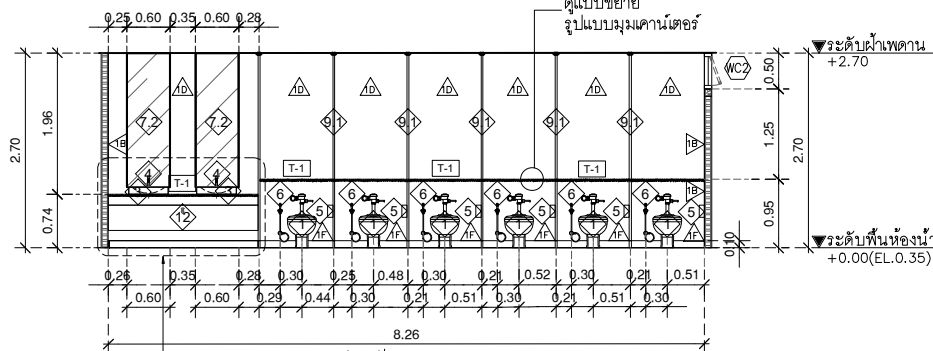 ดูแบบขยาย
รูปแบบมุมเคาน์เตอร์
0.25 0.60 0.35 0.60 0.28
ระดับฝ้าเพดาน
+2.70
WC2
0.50
1D 1D 1D 1D 1D 1D 1D
7.2 7.2 9.1 9.1 9.1 9.1 9.1
2.70 1.96 1B 1B 1.25 2.70
4 T-1 4 T-1 T-1 T-1
3 1B
6 6 6 6 6 6
12 5 5 5 5 5 5
0.74 1F 1F 1F 1F 1F 1F 0.95
0.10
ระดับพื้นห้องน้ำ
+0.00(EL.0.35)
0.26 0.35 0.28 0.30 0.25 0.48 0.30 0.21 0.52 0.30 0.21 0.51
0.60 0.60 0.29 0.44 0.30 0.21 0.51 0.30 0.21 0.51 0.30
8.26